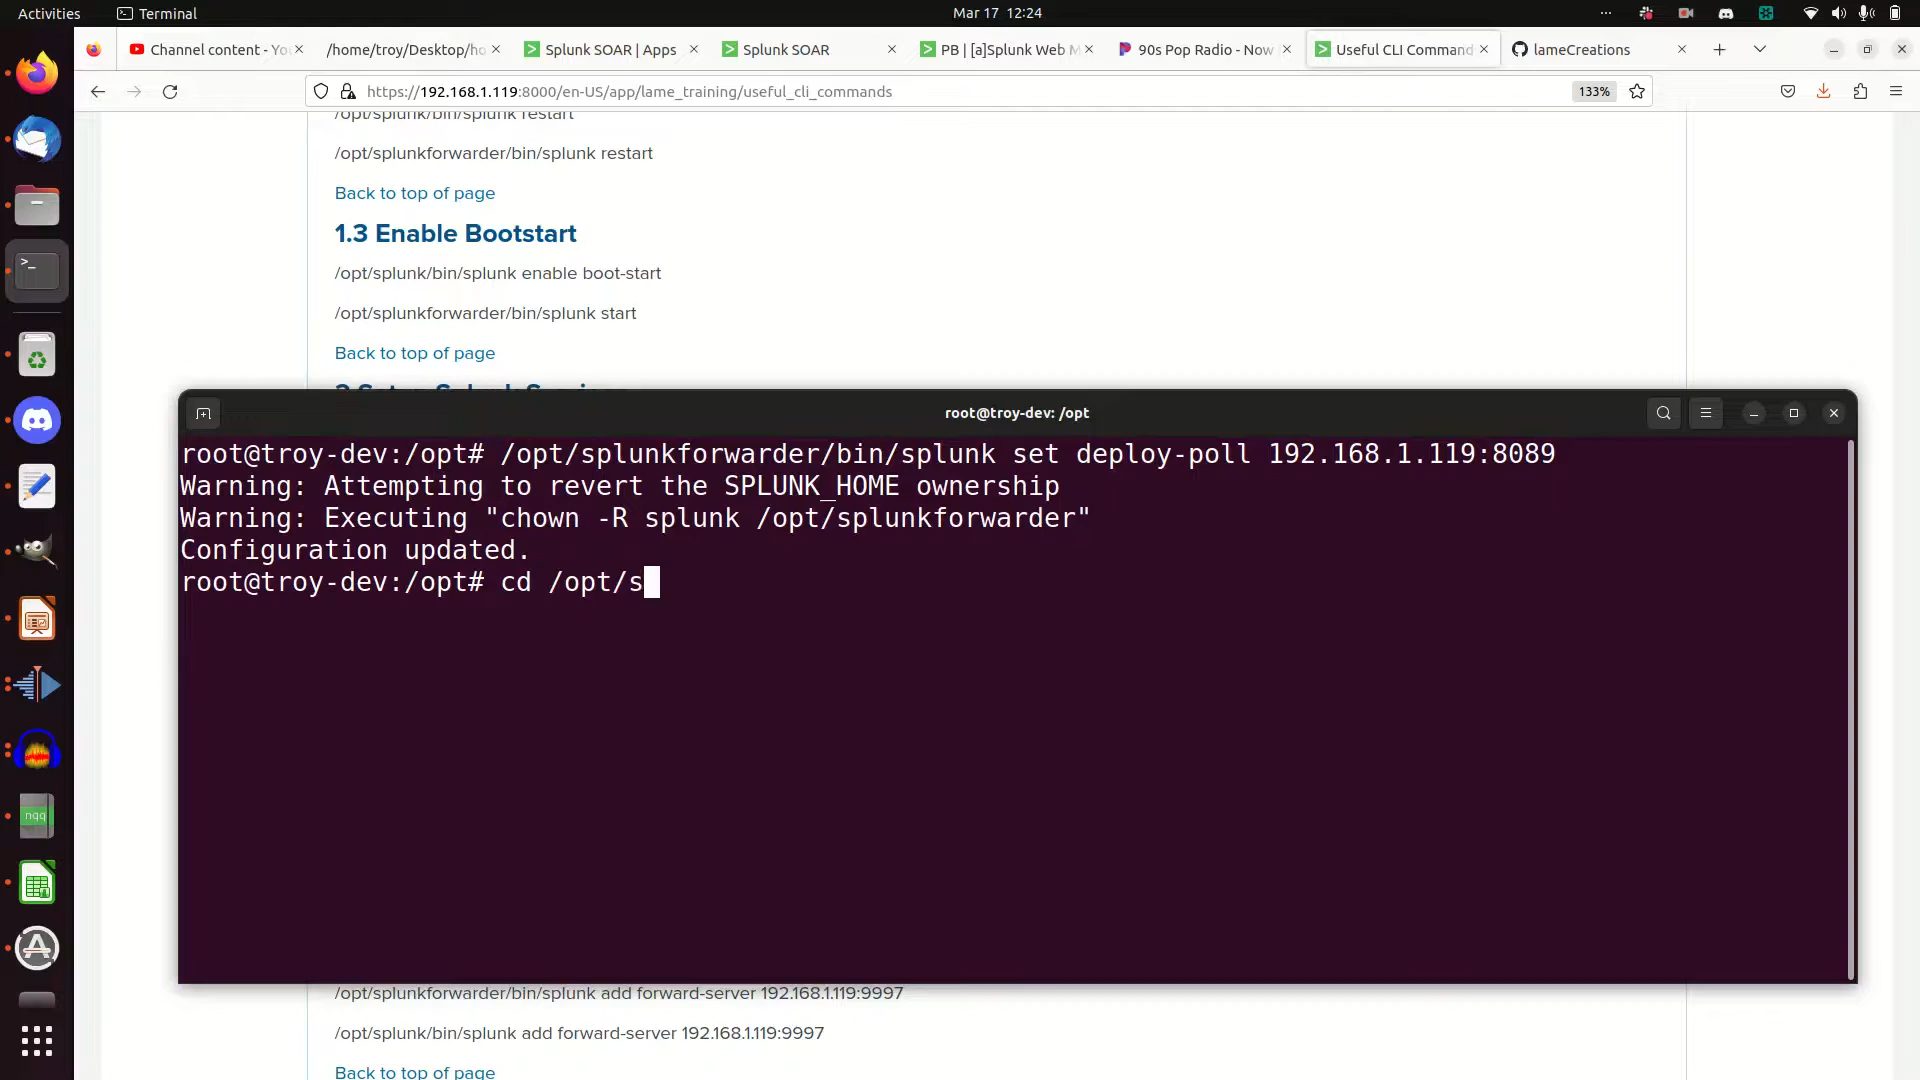 Activities
Terminal
Mar 17 12:24
Channel content - Yo
/home/troy/Desktop/ho
Splunk SOAR | Apps
Splunk SOAR
PB | [a]Splunk Web M
90s Pop Radio - Now
Useful CLI Command
lameCreations
https://192.168.1.119:8000/en-US/app/lame_training/useful_cli_commands
133%
/opt/splunk/bin/splunk restart
/opt/splunkforwarder/bin/splunk restart
Back to top of page
1.3 Enable Bootstart
/opt/splunk/bin/splunk enable boot-start
/opt/splunkforwarder/bin/splunk start
Back to top of page
root@troy-dev: /opt
root@troy-dev:/opt# /opt/splunkforwarder/bin/splunk set deploy-poll 192.168.1.119:8089
Warning: Attempting to revert the SPLUNK_HOME ownership
Warning: Executing "chown -R splunk /opt/splunkforwarder"
Configuration updated.
root@troy-dev:/opt# cd /opt/s
nqq
/opt/splunkforwarder/bin/splunk add forward-server 192.168.1.119:9997
/opt/splunk/bin/splunk add forward-server 192.168.1.119:9997
Back to top of page